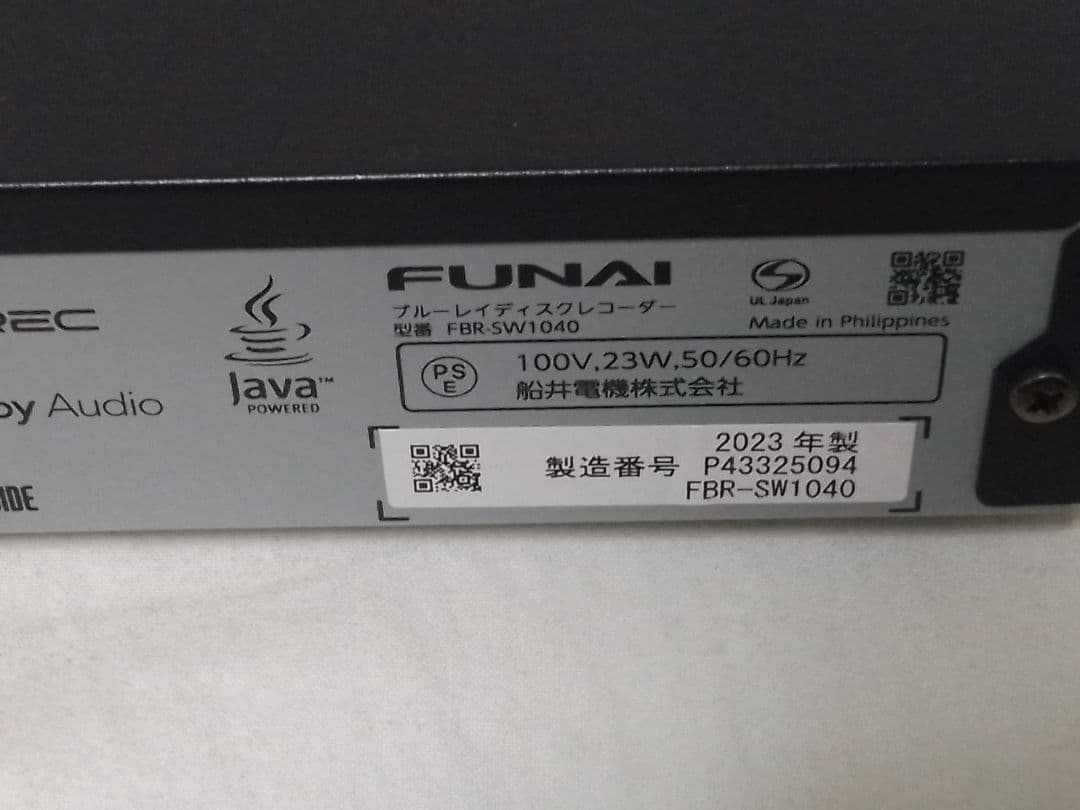 REC
Java™
POWERED
by Audio
IDE
FUNAI
ブルーレイディスクレコーダー
型番 FBR-SW1040
UL Japan
Made in Philippines
PS
E
100V,23W,50/60Hz
船井電機株式会社
2023 年製
製造番号 P43325094
FBR-SW1040